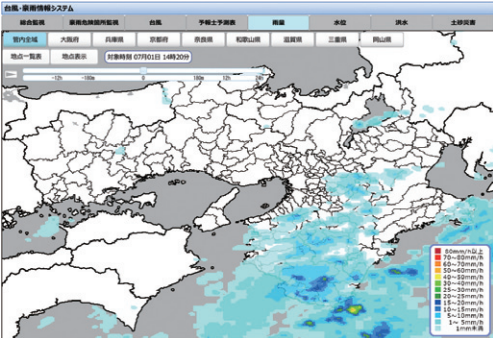 台風・豪雨情報システム
総合監視 豪雨危険箇所監視 台風 予報士予測表 雨量 水位 洪水 土砂災害
管内全域 大阪府 兵庫県 京都府 奈良県 和歌山県 滋賀県 三重県 岡山県
地点一覧表 地点表示 対象時刻 07月01日 14時20分
-12h -180m 0 180m 12h 24h
80mm/h以上
70~80mm/h
60~70mm/h
50~60mm/h
40~50mm/h
30~40mm/h
25~30mm/h
20~25mm/h
15~20mm/h
10~15mm/h
5~10mm/h
1~ 5mm/h
1mm未満